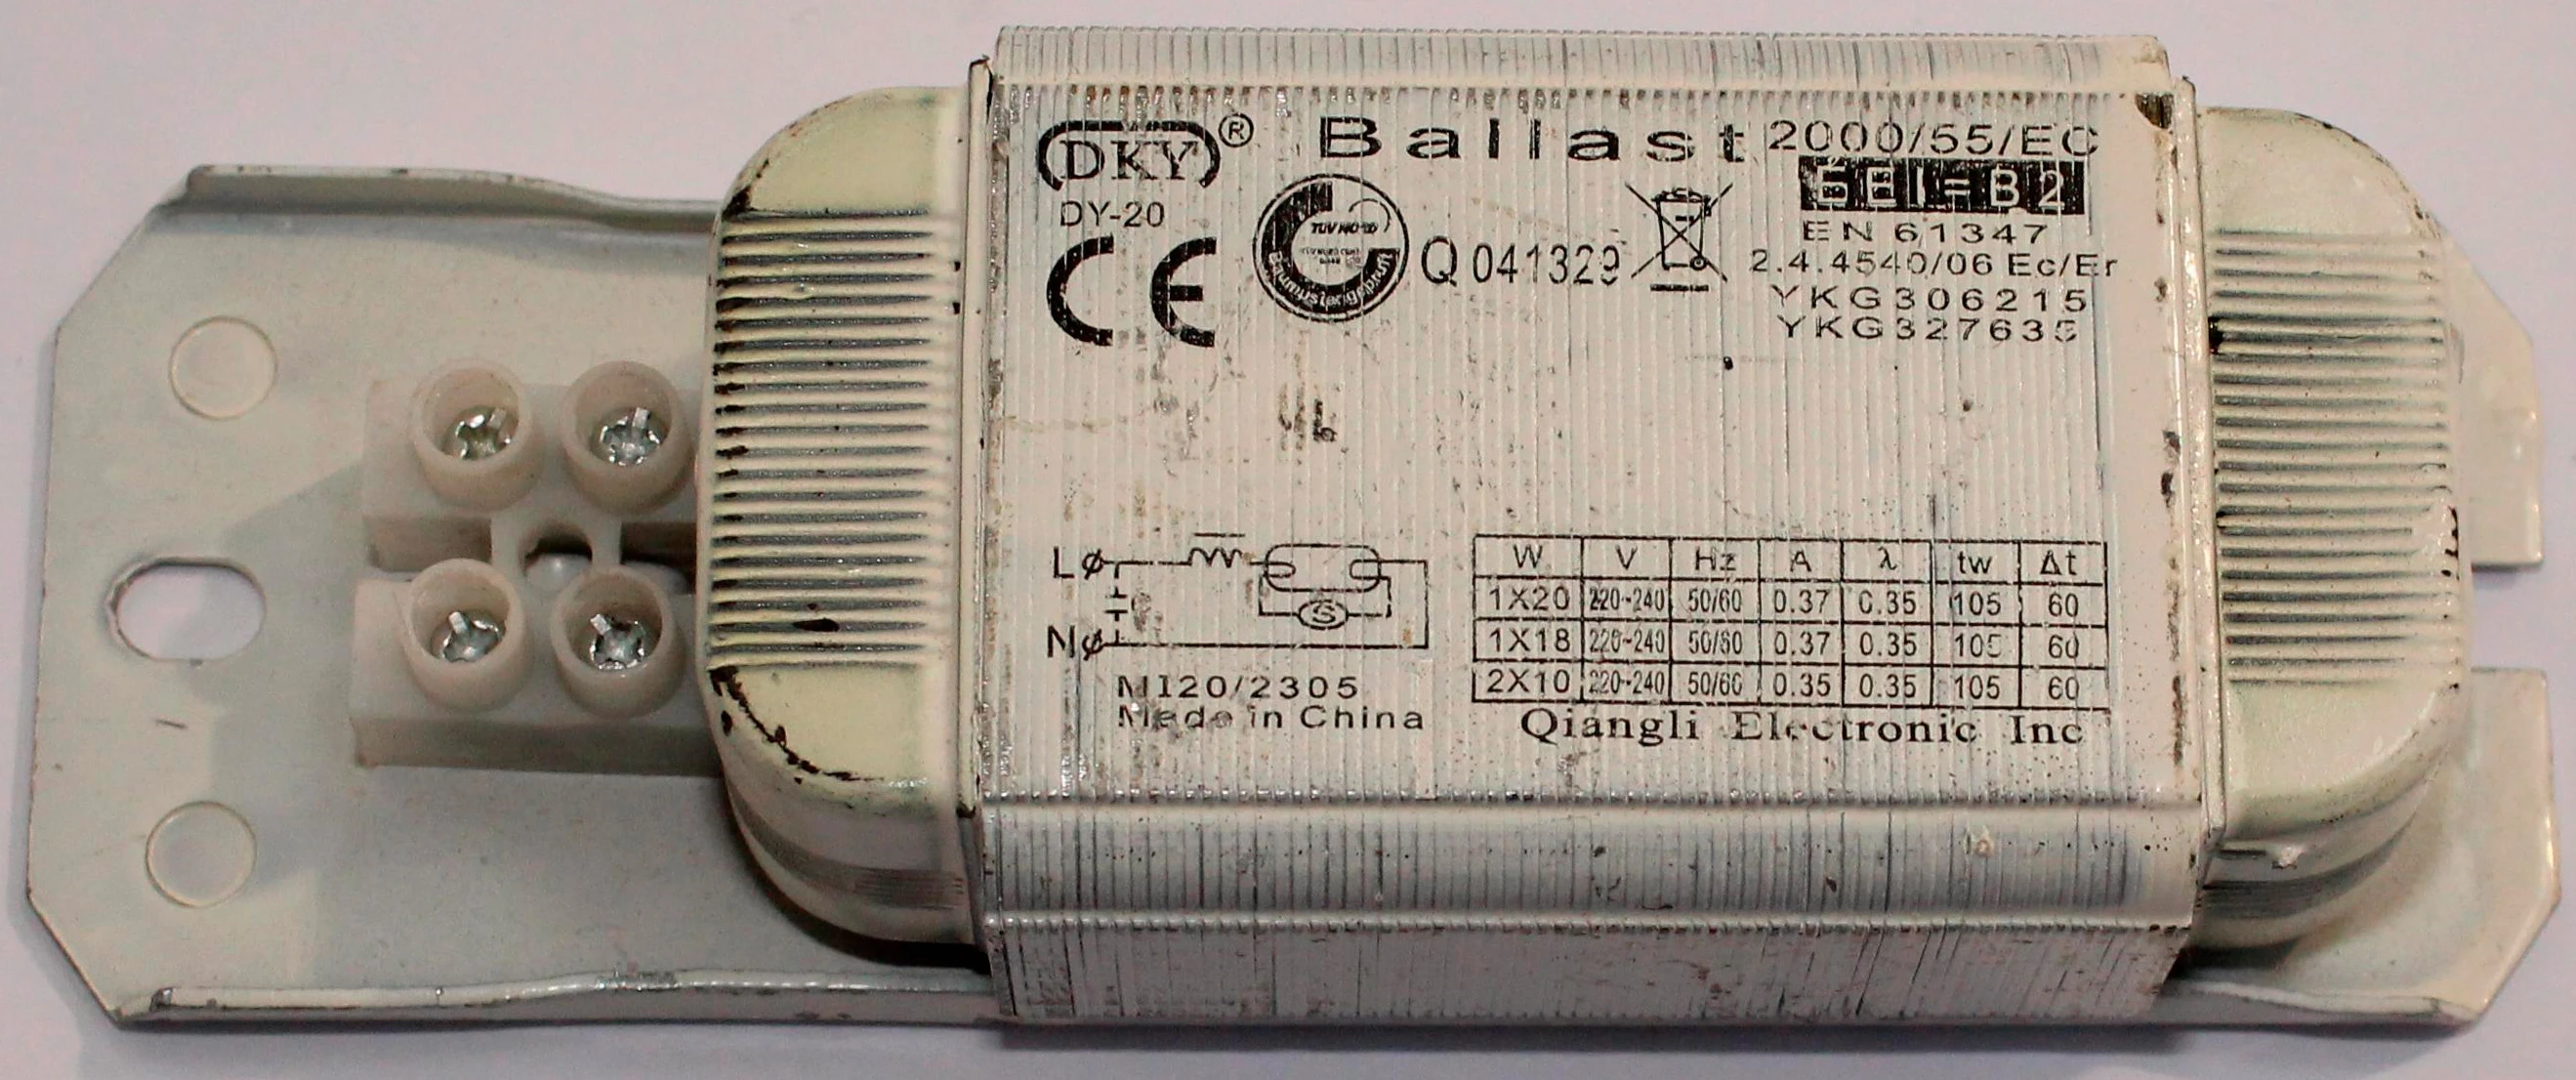 DKY® Ballast 2000/55/EC
DY-20
EEI=B2
CE
TÜV NORD
Baumustergeprüft
Q 041329
EN 61347
2.4.4540/06 Ec/Er
YKG306215
YKG327635
L
N
S
MI20/2305
Made in China
W V Hz A λ tw Δt
1X20 220~240 50/60 0.37 0.35 105 60
1X18 220~240 50/60 0.37 0.35 105 60
2X10 220~240 50/60 0.35 0.35 105 60
Qiangli Electronic Inc